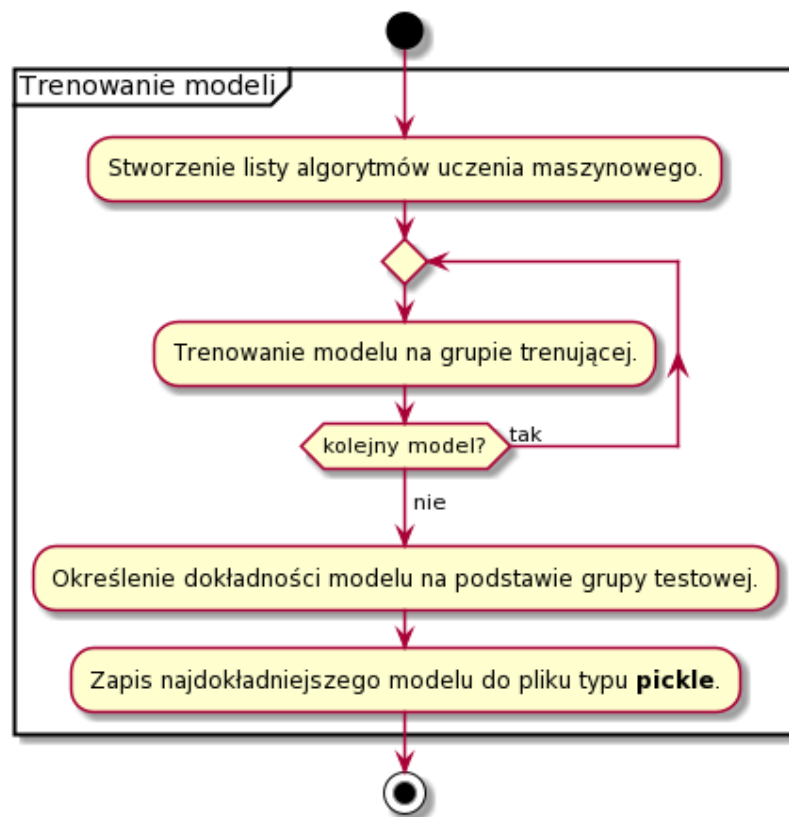 Trenowanie modeli
Stworzenie listy algorytmów uczenia maszynowego.
Trenowanie modelu na grupie trenującej.
kolejny model?
tak
nie
Określenie dokładności modelu na podstawie grupy testowej.
Zapis najdokładniejszego modelu do pliku typu pickle.